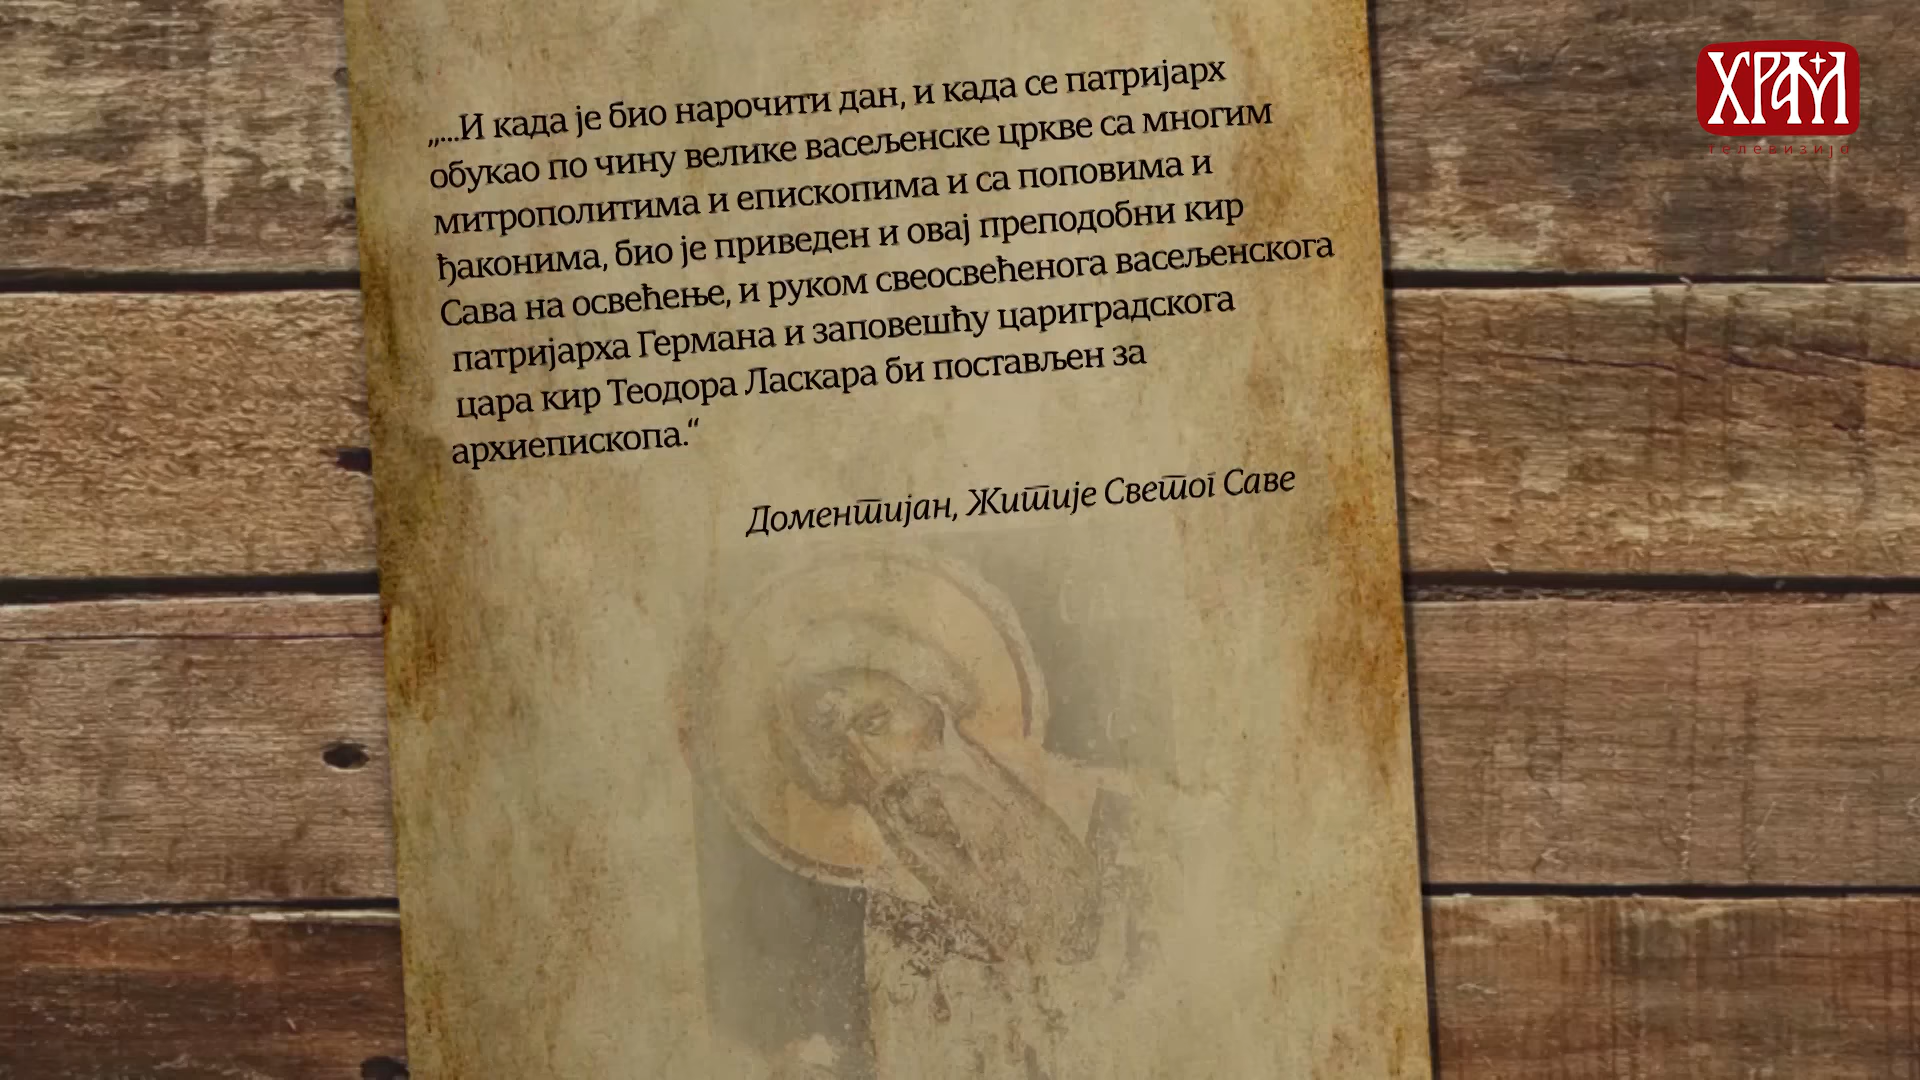 „...И када је био нарочити дан, и када се патријарх
обукао по чину велике васељенске цркве са многим
митрополитима и епископима и са поповима и
ђаконима, био је приведен и овај преподобни кир
Сава на освећење, и руком свеосвећенога васељенскога
патријарха Германа и заповешћу цариградскога
цара кир Теодора Ласкара би постављен за
архиепископа.“
Доментијан, Житије Светог Саве
ХРАМ
телевизија